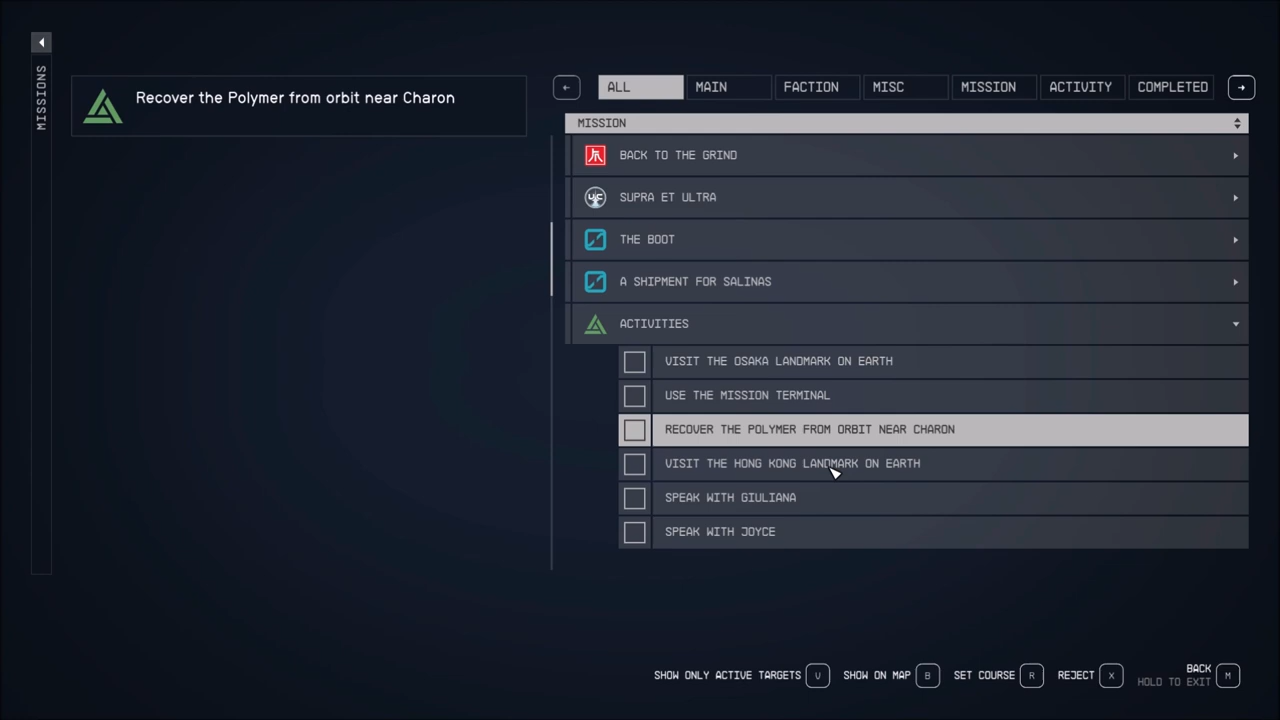 MISSIONS
Recover the Polymer from orbit near Charon
ALL MAIN FACTION MISC MISSION ACTIVITY COMPLETED
MISSION
BACK TO THE GRIND
SUPRA ET ULTRA
THE BOOT
A SHIPMENT FOR SALINAS
ACTIVITIES
VISIT THE OSAKA LANDMARK ON EARTH
USE THE MISSION TERMINAL
RECOVER THE POLYMER FROM ORBIT NEAR CHARON
VISIT THE HONG KONG LANDMARK ON EARTH
SPEAK WITH GIULIANA
SPEAK WITH JOYCE
SHOW ONLY ACTIVE TARGETS V SHOW ON MAP B SET COURSE R REJECT X BACK M
HOLD TO EXIT